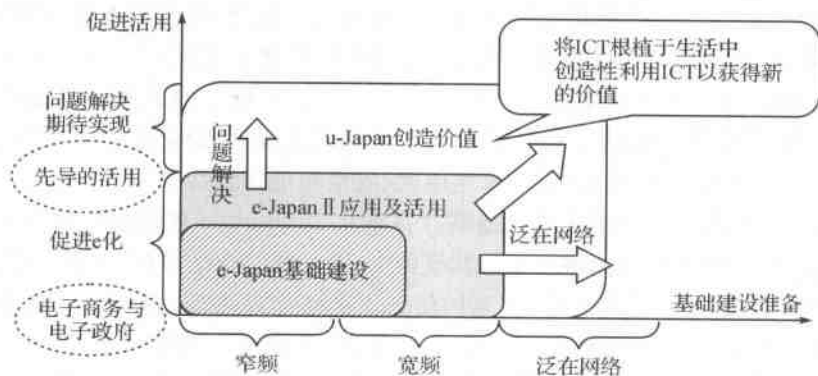 促进活用
将ICT根植于生活中
创造性利用ICT以获得新
的价值
问题解决
期待实现
问题解决
u-Japan创造价值
先导的活用
e-JapanⅡ应用及活用
促进e化
泛在网络
e-Japan基础建设
电子商务与
电子政府
基础建设准备
窄频
宽频
泛在网络